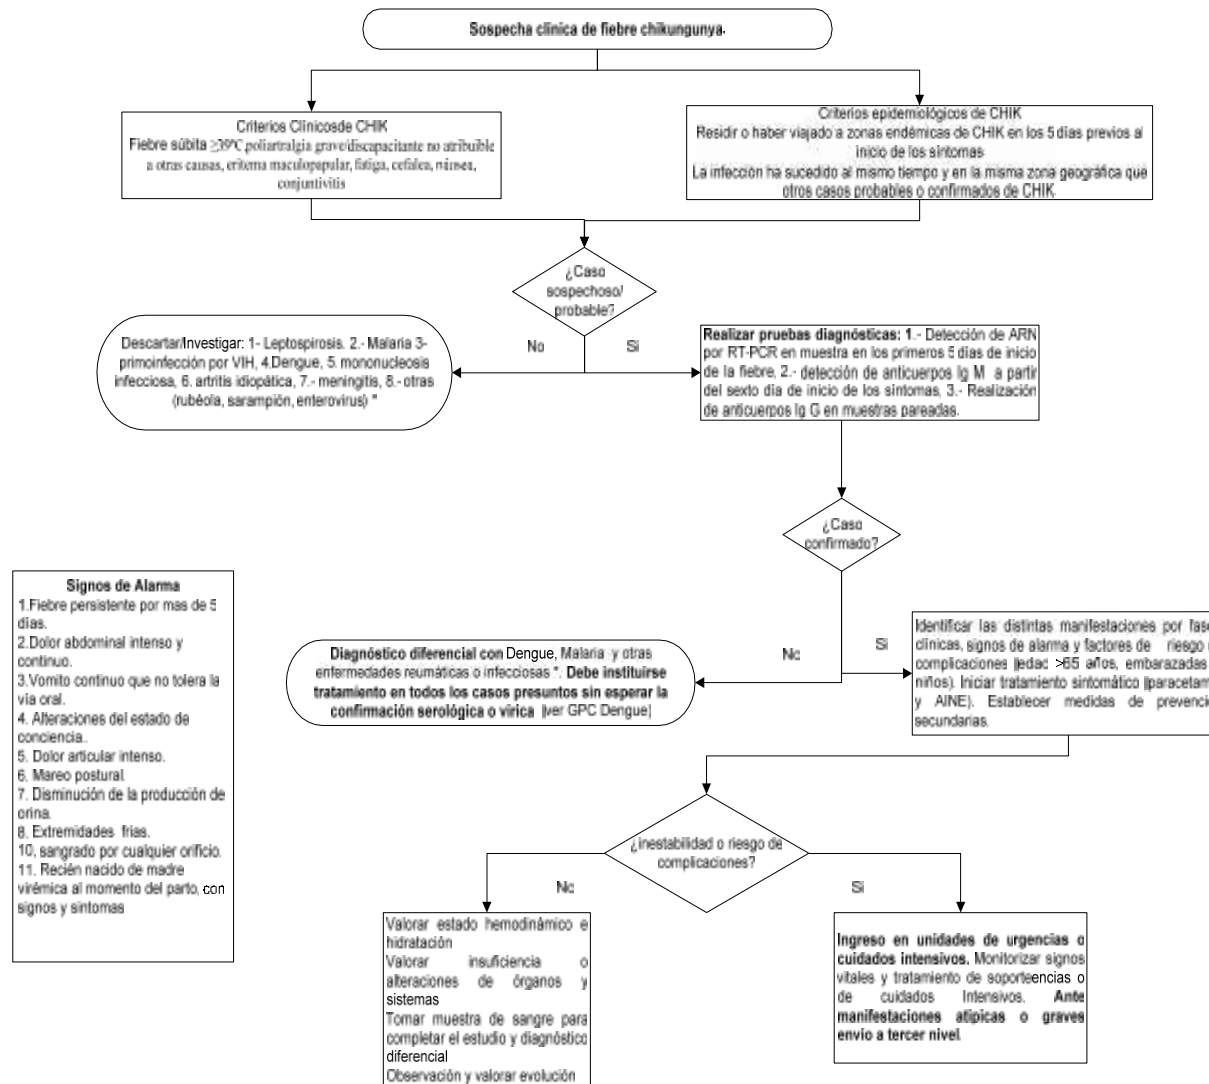 Sospecha clínica de fiebre chikungunya.
Criterios Clínicosde CHIK
Fiebre súbita ≥39ºC poliartralgia grave/discapacitante no atribuible
a otras causas, eritema maculopapular, fatiga, cefalea, náusea,
conjuntivitis
Criterios epidemiológicos de CHIK
Residir o haber viajado a zonas endémicas de CHIK en los 5 días previos al
inicio de los síntomas
La infección ha sucedido al mismo tiempo y en la misma zona geográfica que
otros casos probables o confirmados de CHIK.
¿Caso
sospechoso/
probable?
No
Si
Descartar/Investigar: 1- Leptospirosis. 2.- Malaria 3-
primoinfección por VIH, 4.Dengue, 5. mononucleosis
infecciosa, 6. artritis idiopática, 7.- meningitis, 8.- otras
(rubéola, sarampión, enterovirus) *
Realizar pruebas diagnósticas: 1.- Detección de ARN
por RT-PCR en muestra en los primeros 5 días de inicio
de la fiebre, 2.- detección de anticuerpos Ig M a partir
del sexto día de inicio de los síntomas, 3.- Realización
de anticuerpos Ig G en muestras pareadas.
¿Caso
confirmado?
No
Si
Signos de Alarma
1.Fiebre persistente por mas de 5
días.
2.Dolor abdominal intenso y
continuo.
3.Vomito continuo que no tolera la
vía oral.
4. Alteraciones del estado de
conciencia..
5. Dolor articular intenso.
6. Mareo postural.
7. Disminución de la producción de
orina.
8. Extremidades frias.
10, sangrado por cualquier orificio.
11. Recién nacido de madre
virémica al momento del parto, con
signos y sintomas
Diagnóstico diferencial con Dengue, Malaria y otras
enfermedades reumáticas o infecciosas *. Debe instituirse
tratamiento en todos los casos presuntos sin esperar la
confirmación serológica o vírica (ver GPC Dengue)
Identificar las distintas manifestaciones por fase
clínicas, signos de alarma y factores de riesgo
complicaciones (edad >65 años, embarazadas
niños). Iniciar tratamiento sintomático (paracetam
y AINE). Establecer medidas de prevenci
secundarias.
¿inestabilidad o riesgo de
complicaciones?
No
Si
Valorar estado hemodinámico e
hidratación
Valorar insuficiencia o
alteraciones de órganos y
sistemas
Tomar muestra de sangre para
completar el estudio y diagnóstico
diferencial
Observación y valorar evolución
Ingreso en unidades de urgencias o
cuidados intensivos. Monitorizar signos
vitales y tratamiento de soporteencias o
de cuidados Intensivos. Ante
manifestaciones atípicas o graves
envio a tercer nivel.